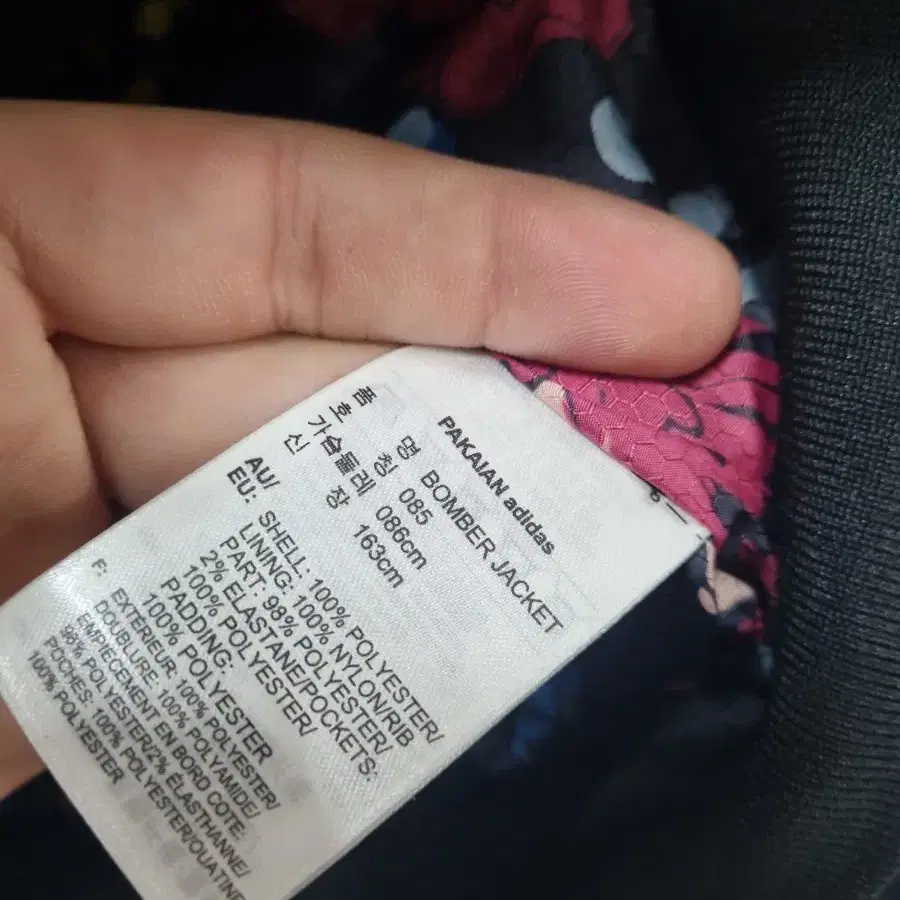 PAKAIAN adidas
품 명 BOMBER JACKET
호 칭 085
가슴둘레 086cm
신 장 163cm
AU/
EU: SHELL: 100% POLYESTER/
LINING: 100% NYLON/RIB
PART: 98% POLYESTER/
2% ELASTANE/POCKETS:
100% POLYESTER/
PADDING:
100% POLYESTER
F: EXTERIEUR: 100% POLYESTER/
DOUBLURE: 100% POLYAMIDE/
EMPIECEMENT EN BORD COTE:
98% POLYESTER/2% ÉLASTHANNE/
POCHES: 100% POLYESTER/OUATINE
100% POLYESTER